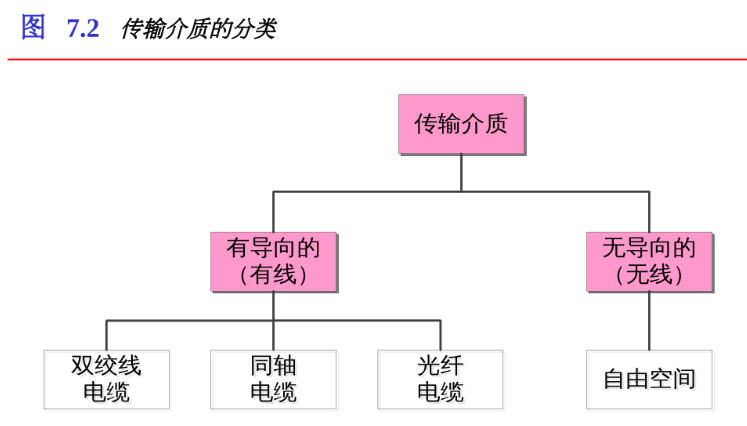 图 7.2 传输介质的分类
传输介质
有导向的
（有线）
无导向的
（无线）
双绞线
电缆
同轴
电缆
光纤
电缆
自由空间